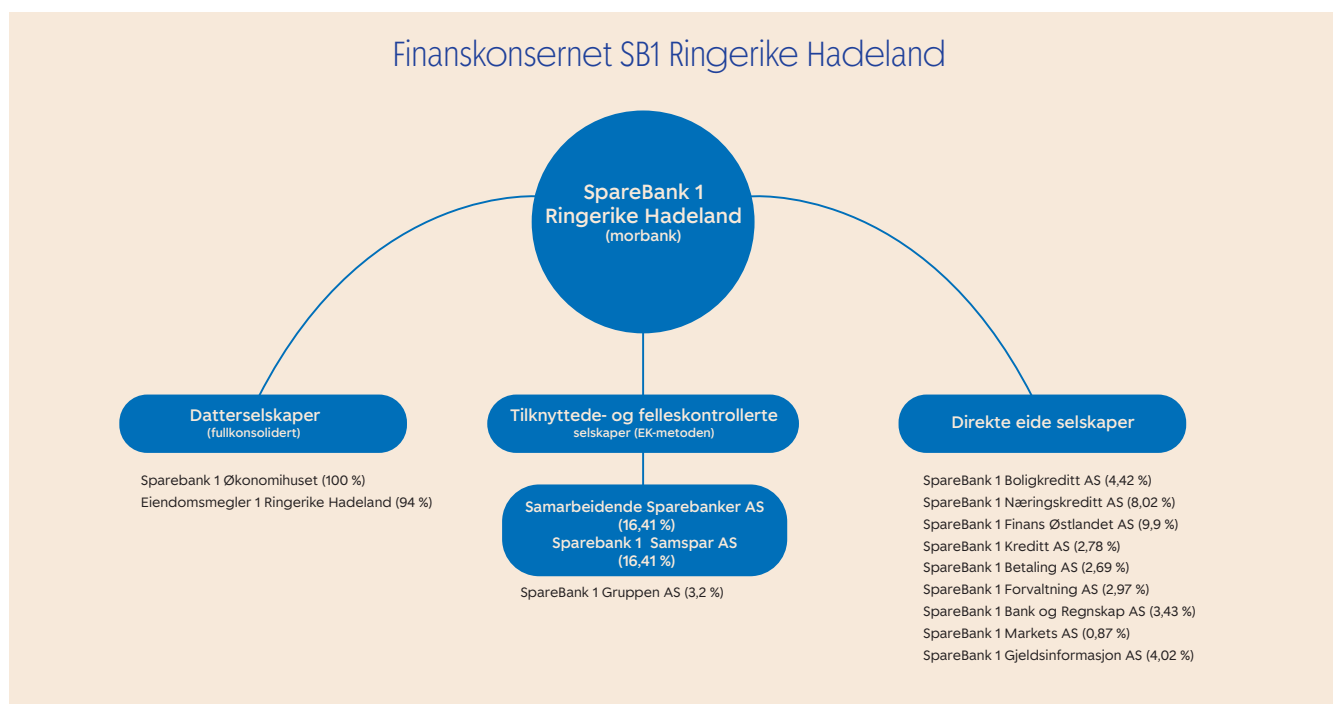 Finanskonsernet SB1 Ringerike Hadeland
SpareBank 1
Ringerike Hadeland
(morbank)
Datterselskaper
(fullkonsolidert)
Sparebank 1 Økonomihuset (100 %)
Eiendomsmegler 1 Ringerike Hadeland (94 %)
Tilknyttede- og felleskontrollerte
selskaper (EK-metoden)
Samarbeidende Sparebanker AS
(16,41 %)
Sparebank 1 Samspar AS
(16,41 %)
SpareBank 1 Gruppen AS (3,2 %)
Direkte eide selskaper
SpareBank 1 Boligkreditt AS (4,42 %)
SpareBank 1 Næringskreditt AS (8,02 %)
SpareBank 1 Finans Østlandet AS (9,9 %)
SpareBank 1 Kreditt AS (2,78 %)
SpareBank 1 Betaling AS (2,69 %)
SpareBank 1 Forvaltning AS (2,97 %)
SpareBank 1 Bank og Regnskap AS (3,43 %)
SpareBank 1 Markets AS (0,87 %)
SpareBank 1 Gjeldsinformasjon AS (4,02 %)